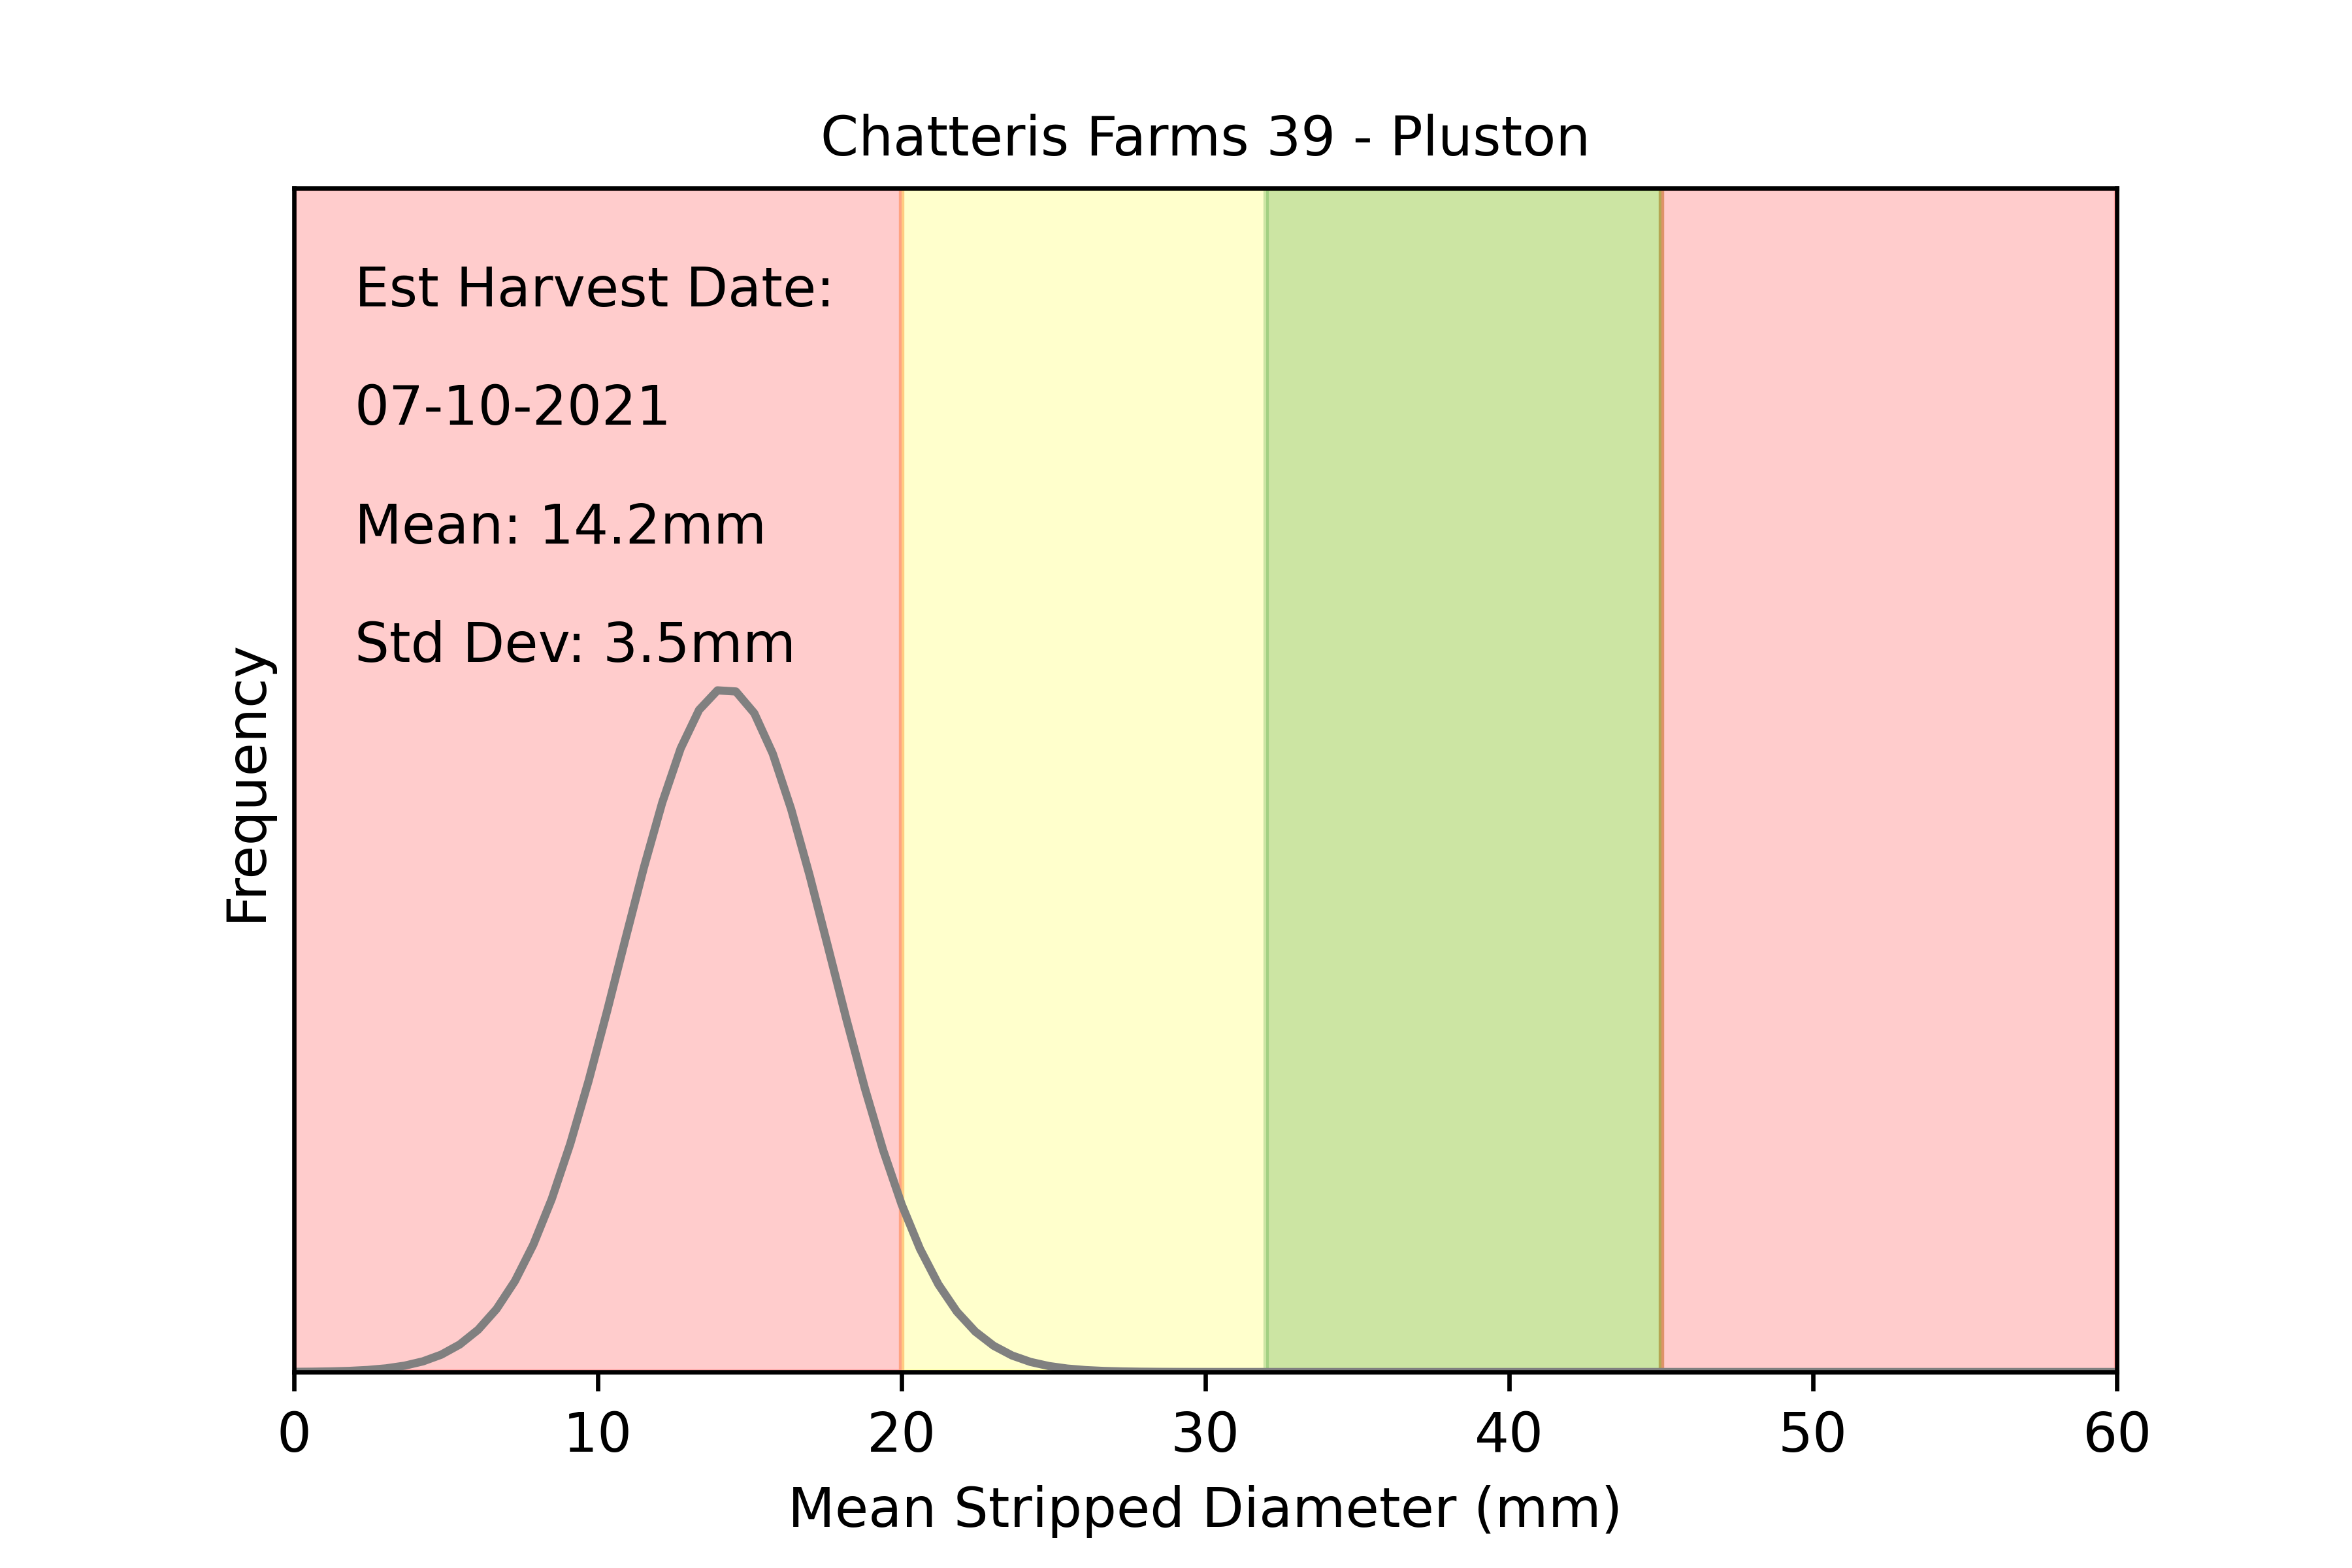 Chatteris Farms 39 - Pluston
Est Harvest Date:
07-10-2021
Mean: 14.2mm
Std Dev: 3.5mm
Frequency
0 10 20 30 40 50 60
Mean Stripped Diameter (mm)